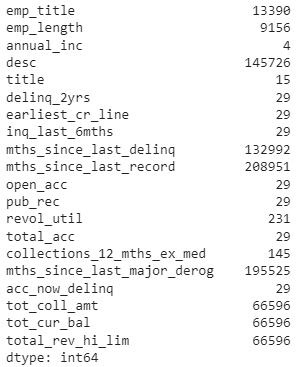 emp_title 13390
emp_length 9156
annual_inc 4
desc 145726
title 15
delinq_2yrs 29
earliest_cr_line 29
inq_last_6mths 29
mths_since_last_delinq 132992
mths_since_last_record 208951
open_acc 29
pub_rec 29
revol_util 231
total_acc 29
collections_12_mths_ex_med 145
mths_since_last_major_derog 195525
acc_now_delinq 29
tot_coll_amt 66596
tot_cur_bal 66596
total_rev_hi_lim 66596
dtype: int64